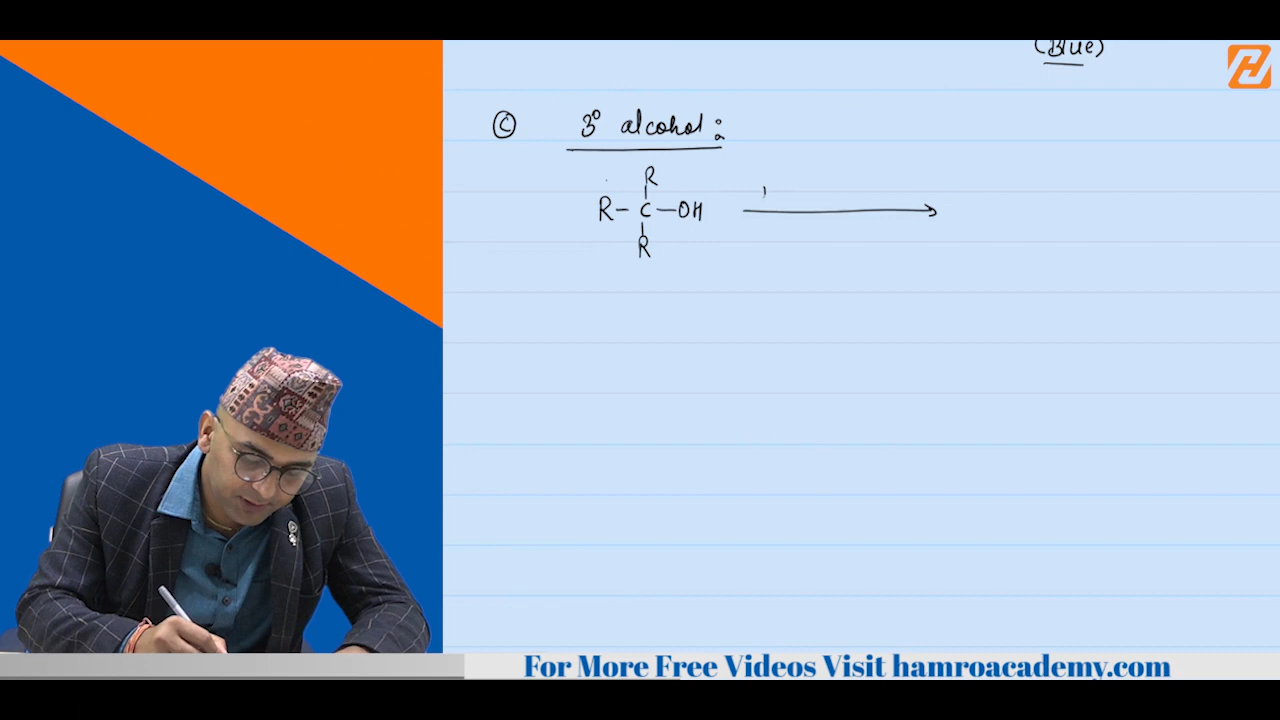 (Blue)
Ⓒ 3° alcohol :
R
R – C – OH
R
For More Free Videos Visit hamroacademy.com